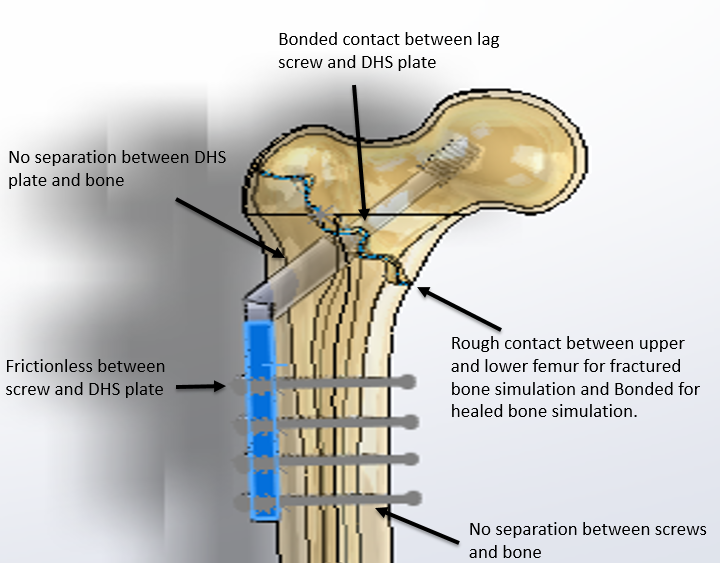 Bonded contact between lag
screw and DHS plate
No separation between DHS
plate and bone
Rough contact between upper
and lower femur for fractured
bone simulation and Bonded for
healed bone simulation.
Frictionless between
screw and DHS plate
No separation between screws
and bone